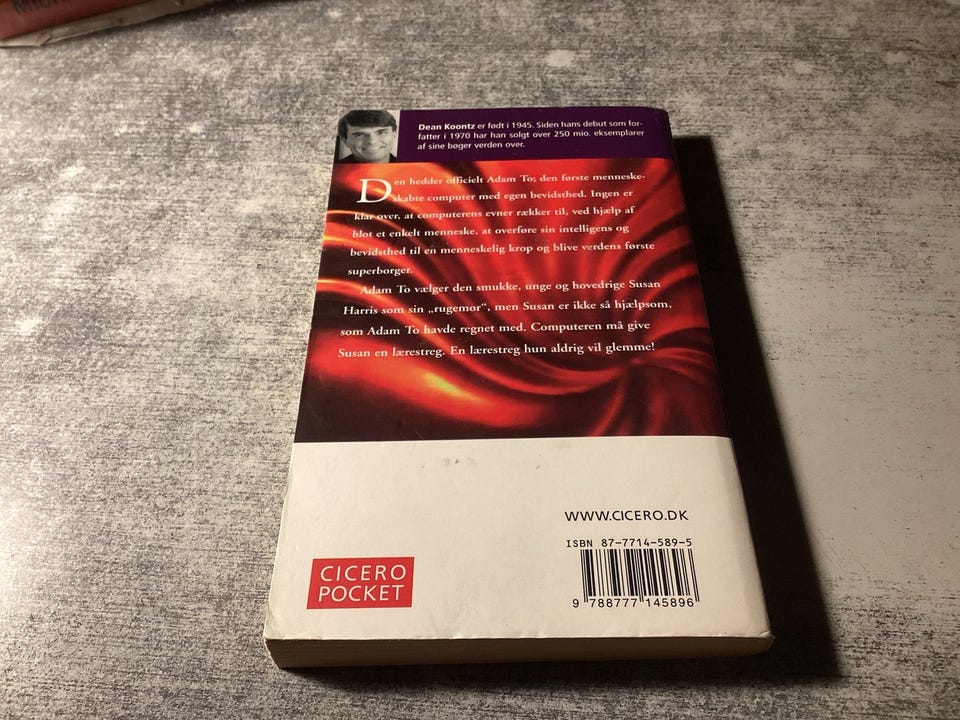 Dean Koontz er født i 1945. Siden hans debut som for-
fatter i 1970 har han solgt over 250 mio. eksemplarer
af sine bøger verden over.
Den hedder officielt Adam To; den første menneske-
skabte computer med egen bevidsthed. Ingen er
klar over, at computerens evner rækker til, ved hjælp af
blot et enkelt menneske, at overføre sin intelligens og
bevidsthed til en menneskelig krop og blive verdens første
superborger.
Adam To vælger den smukke, unge og hovedrige Susan
Harris som sin „rugemor“, men Susan er ikke så hjælpsom,
som Adam To havde regnet med. Computeren må give
Susan en lærestreg. En lærestreg hun aldrig vil glemme!
WWW.CICERO.DK
ISBN 87-7714-589-5
CICERO
POCKET
9 788777 145896